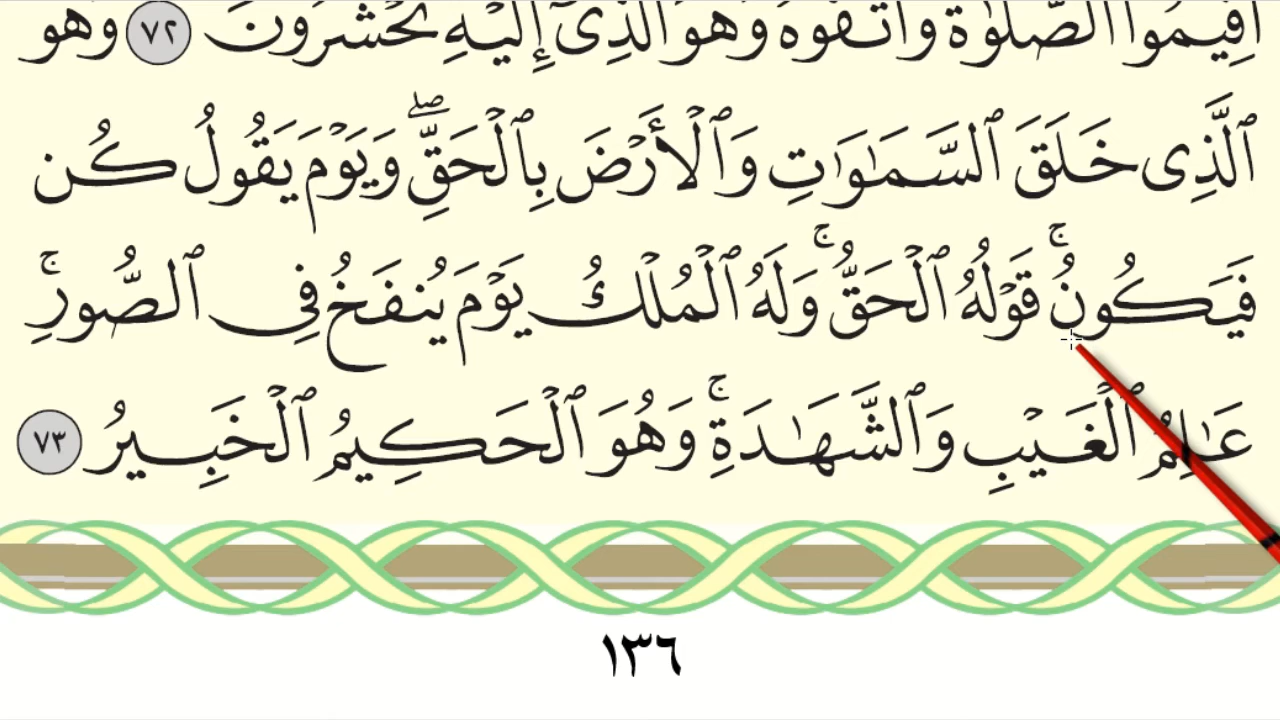 أَقِيمُوا۟ ٱلصَّلَوٰةَ وَٱتَّقُوهُ وَهُوَ ٱلَّذِىٓ إِلَيْهِ تُحْشَرُونَ ٧٢ وَهُوَ
ٱلَّذِى خَلَقَ ٱلسَّمَٰوَٰتِ وَٱلْأَرْضَ بِٱلْحَقِّۖ وَيَوْمَ يَقُولُ كُن
فَيَكُونُۚ قَوْلُهُ ٱلْحَقُّۚ وَلَهُ ٱلْمُلْكُ يَوْمَ يُنفَخُ فِى ٱلصُّورِۚ
عَٰلِمُ ٱلْغَيْبِ وَٱلشَّهَٰدَةِۚ وَهُوَ ٱلْحَكِيمُ ٱلْخَبِيرُ ٧٣
١٣٦